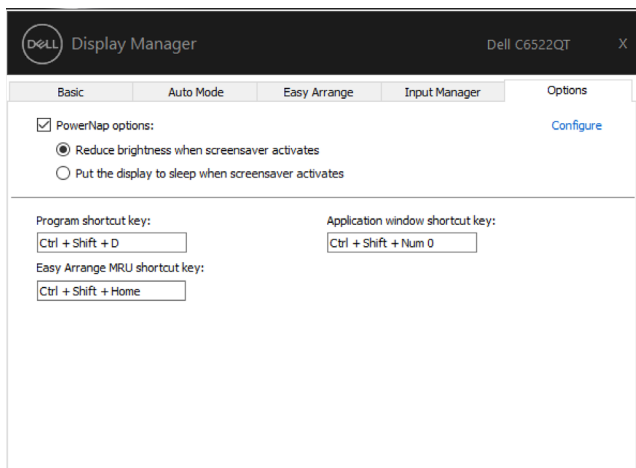 DELL Display Manager Dell C6522QT X
Basic Auto Mode Easy Arrange Input Manager Options
PowerNap options: Configure
Reduce brightness when screensaver activates
Put the display to sleep when screensaver activates
Program shortcut key: Application window shortcut key:
Ctrl + Shift + D Ctrl + Shift + Num 0
Easy Arrange MRU shortcut key:
Ctrl + Shift + Home